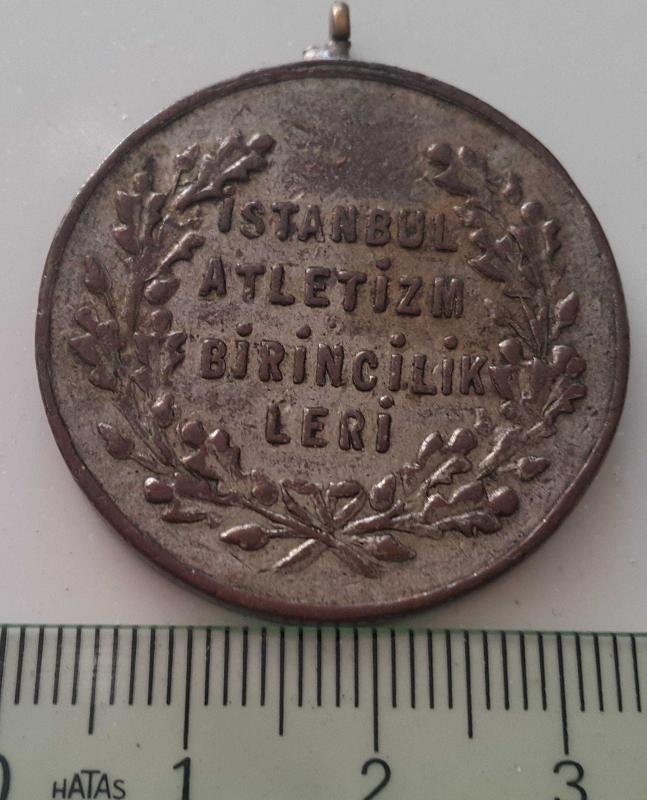 İSTANBUL
ATLETİZM
BİRİNCİLİK
LERİ
0 HATAS 1 2 3